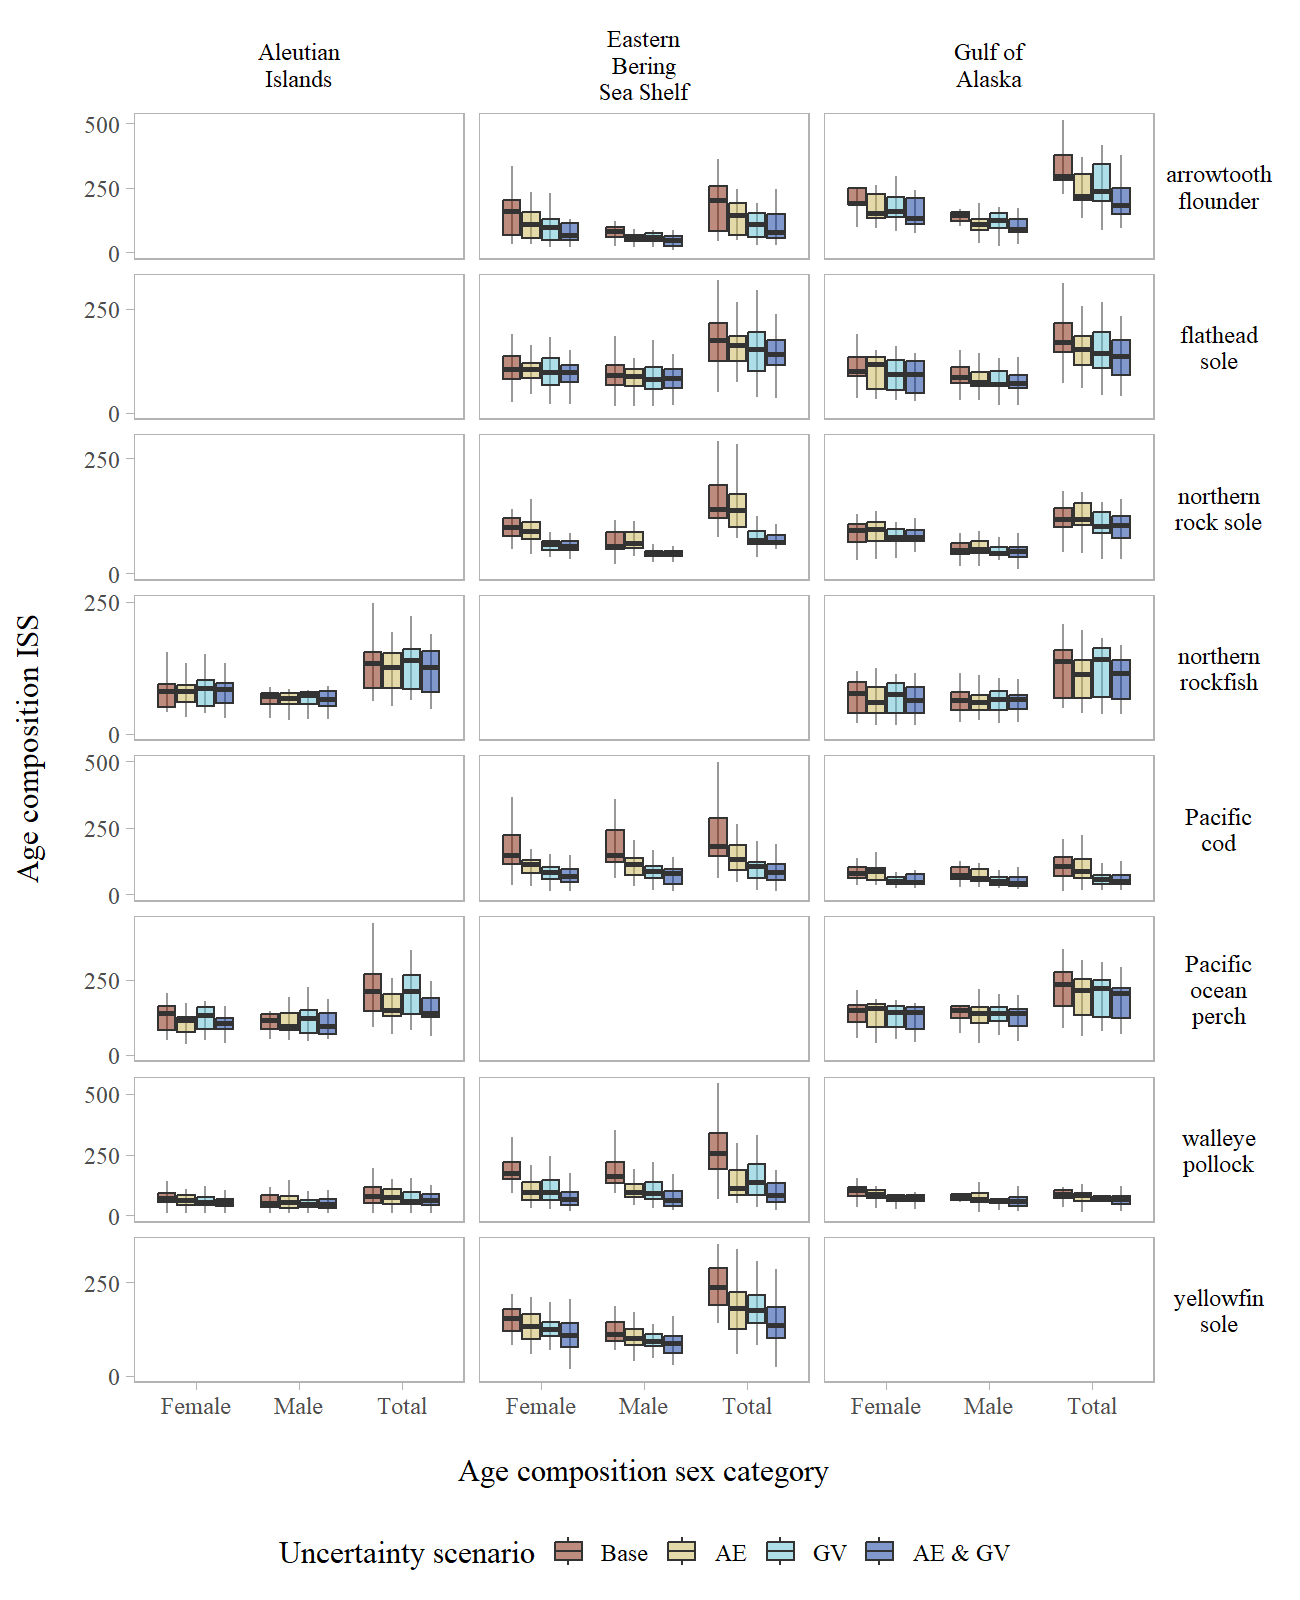 Aleutian
Islands
Eastern
Bering
Sea Shelf
Gulf of
Alaska
500
250
0
arrowtooth
flounder
250
0
flathead
sole
250
0
northern
rock sole
250
0
northern
rockfish
500
250
0
Pacific
cod
250
0
Pacific
ocean
perch
500
250
0
walleye
pollock
250
0
yellowfin
sole
Age composition ISS
Female Male Total Female Male Total Female Male Total
Age composition sex category
Uncertainty scenario Base AE GV AE & GV